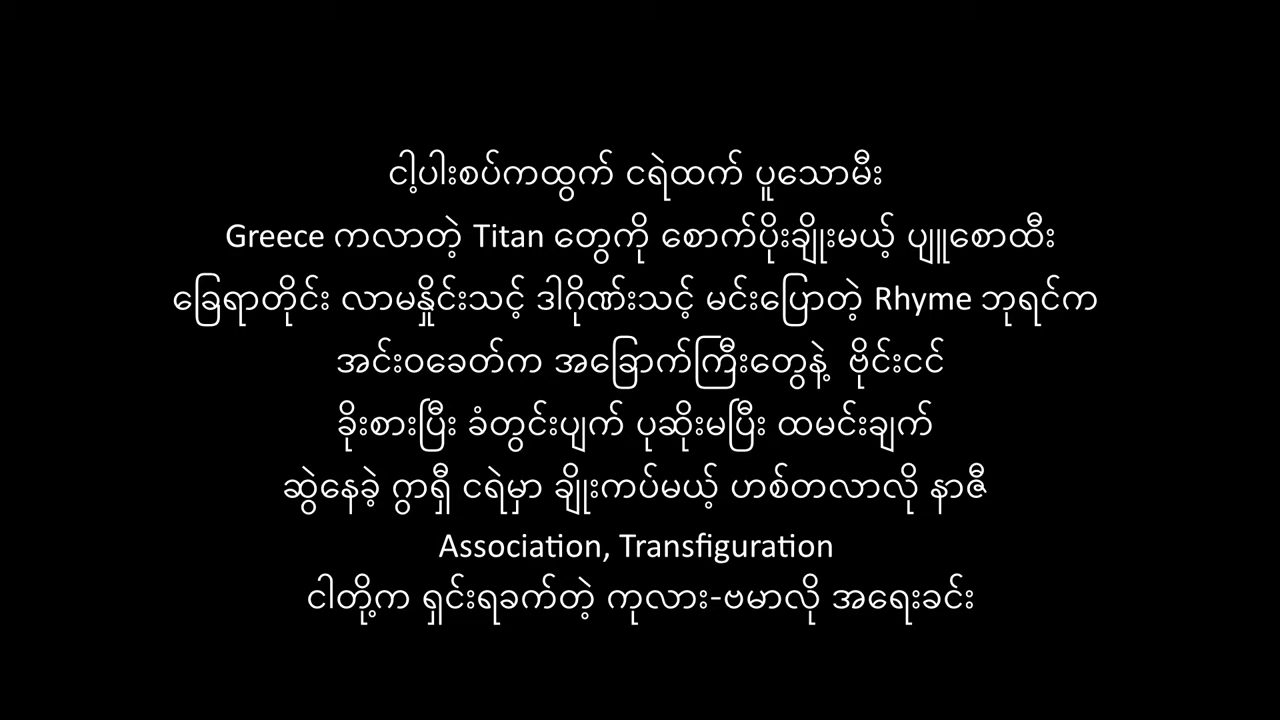 ငါ့ပါးစပ်ကထွက် ငရဲထက် ပူသောမီး
Greece ကလာတဲ့ Titan တွေကို စောက်ပိုးချိုးမယ့် ပျူစောထီး
ခြေရာတိုင်း လာမနှိုင်းသင့် ဒါဂိုဏ်းသင့် မင်းပြောတဲ့ Rhyme ဘုရင်က
အင်းဝခေတ်က အခြောက်ကြီးတွေနဲ့ ဗိုင်းငင်
ခိုးစားပြီး ခံတွင်းပျက် ပုဆိုးမပြီး ထမင်းချက်
ဆွဲနေခဲ့ ဂွာရှီ ငရဲမှာ ချိုးကပ်မယ့် ဟစ်တလာလို နာဇီ
Association, Transfiguration
ငါတို့က ရှင်းရခက်တဲ့ ကုလား-ဗမာလို အရေးခင်း